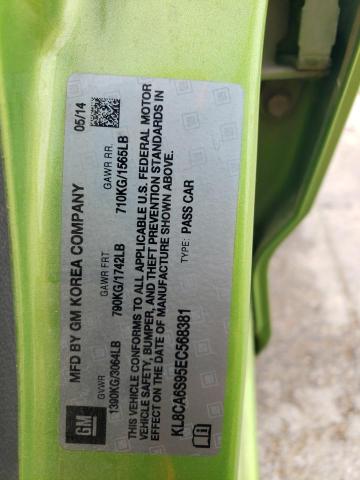 GM
MFD BY GM KOREA COMPANY
05/14
GVWR GAWR FRT GAWR RR.
1390KG/3064LB 790KG/1742LB 710KG/1565LB
THIS VEHICLE CONFORMS TO ALL APPLICABLE U.S. FEDERAL MOTOR
VEHICLE SAFETY, BUMPER, AND THEFT PREVENTION STANDARDS IN
EFFECT ON THE DATE OF MANUFACTURE SHOWN ABOVE.
KL8CA6S95EC568381 TYPE: PASS CAR